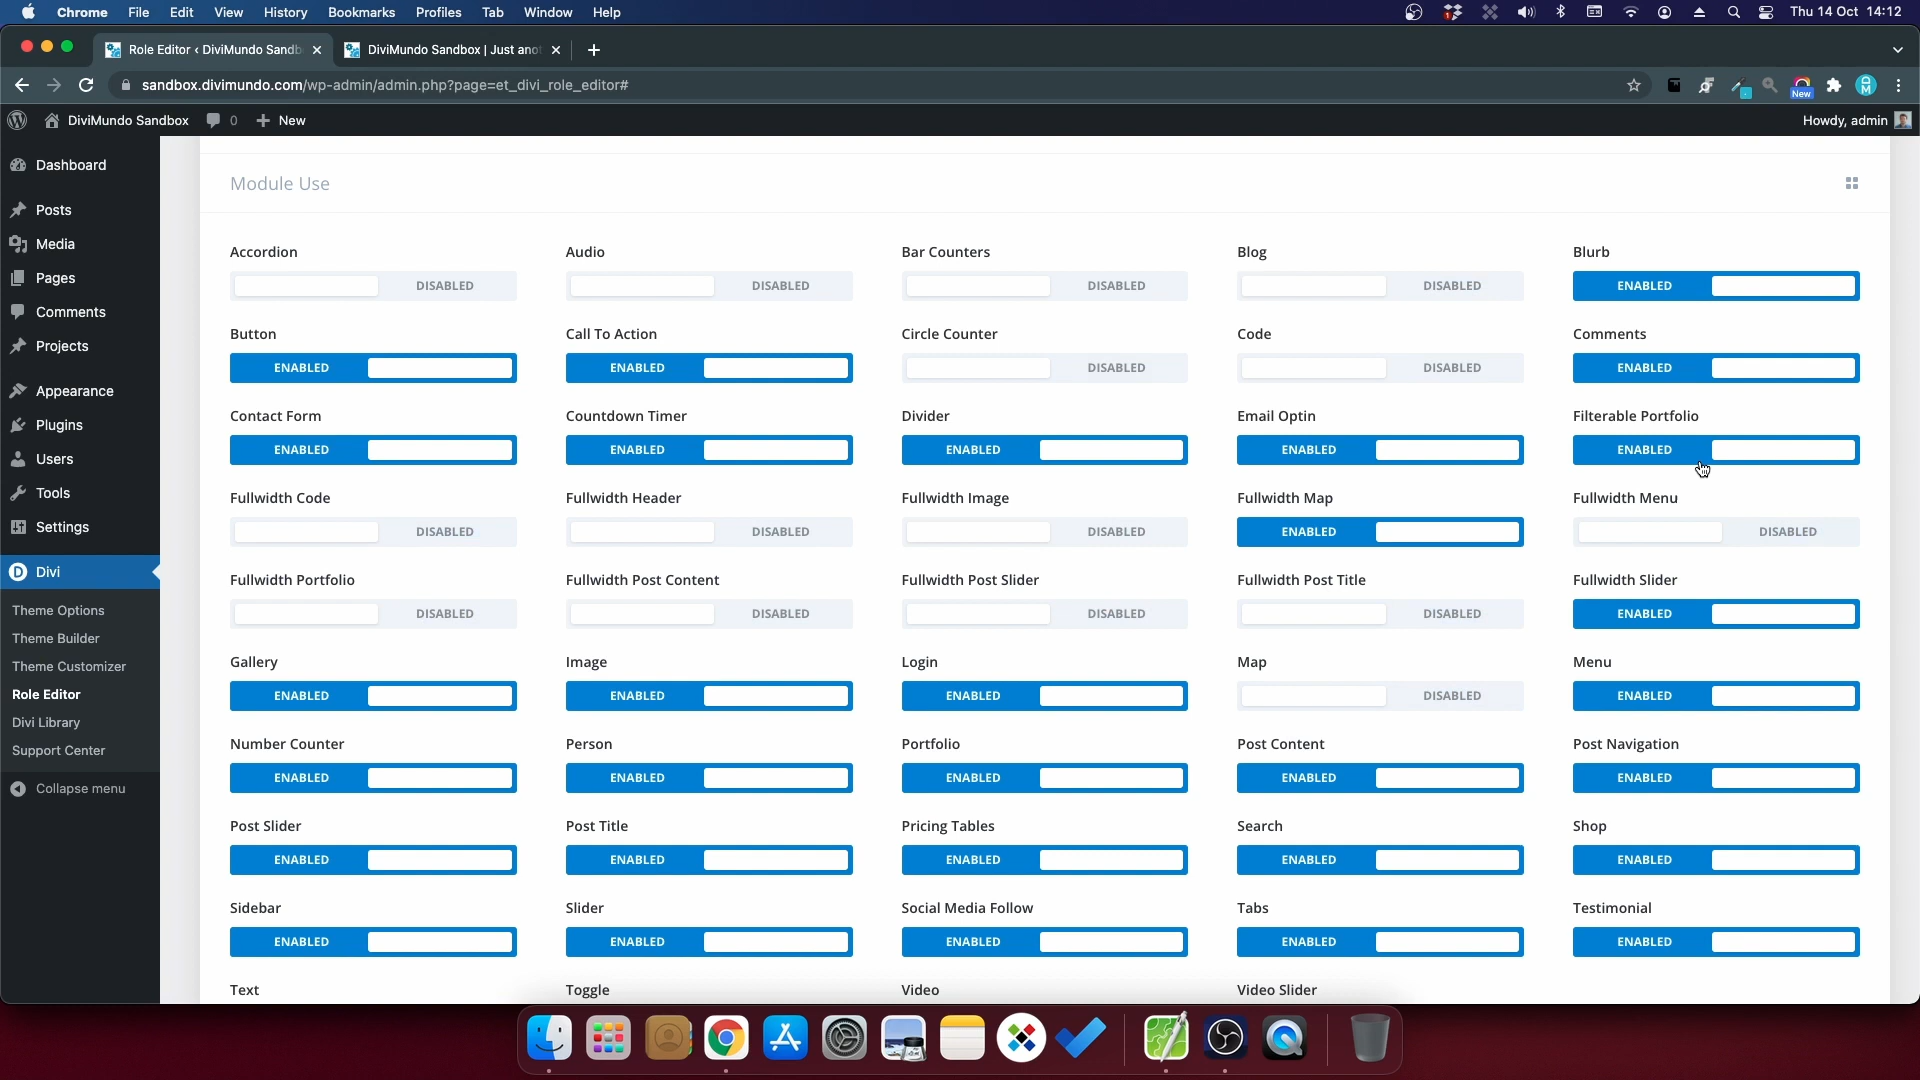 Chrome File Edit View History Bookmarks Profiles Tab Window Help 1 Thu 14 Oct 14:12
Role Editor ‹ DiviMundo Sandb DiviMundo Sandbox | Just anot
sandbox.divimundo.com/wp-admin/admin.php?page=et_divi_role_editor# New DM
DiviMundo Sandbox 0 New Howdy, admin
Dashboard
Posts
Media
Pages
Comments
Projects
Appearance
Plugins
Users
Tools
Settings
D Divi
Theme Options
Theme Builder
Theme Customizer
Role Editor
Divi Library
Support Center
Collapse menu
Module Use
Accordion Audio Bar Counters Blog Blurb
DISABLED DISABLED DISABLED DISABLED ENABLED
Button Call To Action Circle Counter Code Comments
ENABLED ENABLED DISABLED DISABLED ENABLED
Contact Form Countdown Timer Divider Email Optin Filterable Portfolio
ENABLED ENABLED ENABLED ENABLED ENABLED
Fullwidth Code Fullwidth Header Fullwidth Image Fullwidth Map Fullwidth Menu
DISABLED DISABLED DISABLED ENABLED DISABLED
Fullwidth Portfolio Fullwidth Post Content Fullwidth Post Slider Fullwidth Post Title Fullwidth Slider
DISABLED DISABLED DISABLED DISABLED ENABLED
Gallery Image Login Map Menu
ENABLED ENABLED ENABLED DISABLED ENABLED
Number Counter Person Portfolio Post Content Post Navigation
ENABLED ENABLED ENABLED ENABLED ENABLED
Post Slider Post Title Pricing Tables Search Shop
ENABLED ENABLED ENABLED ENABLED ENABLED
Sidebar Slider Social Media Follow Tabs Testimonial
ENABLED ENABLED ENABLED ENABLED ENABLED
Text Toggle Video Video Slider